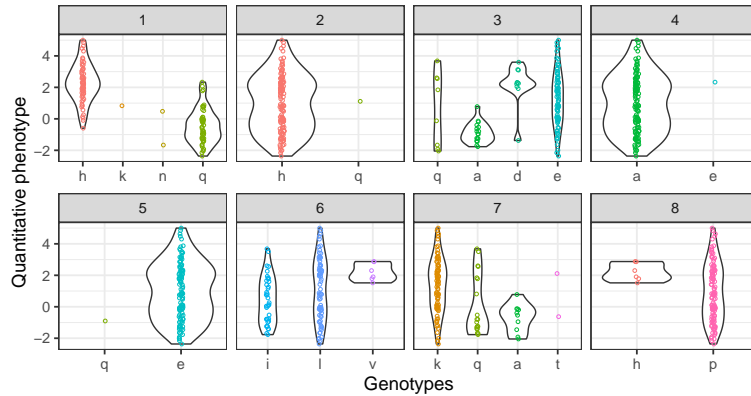 1 2 3 4
4
2
0
−2
h k n q h q q a d e a e
5 6 7 8
4
2
0
−2
q e i l v k q a t h p
Quantitative phenotype
Genotypes